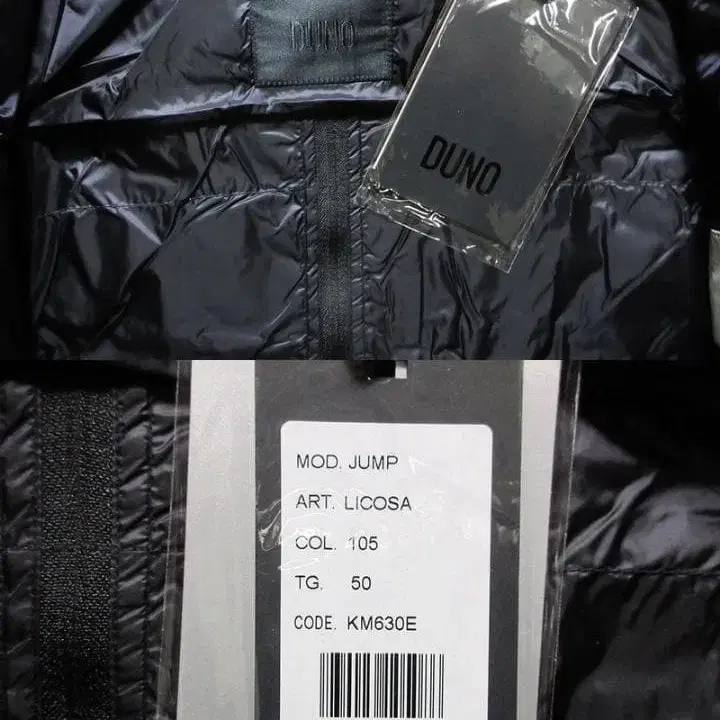 DUNO
DUNO
MOD. JUMP
ART. LICOSA
COL. 105
TG. 50
CODE. KM630E